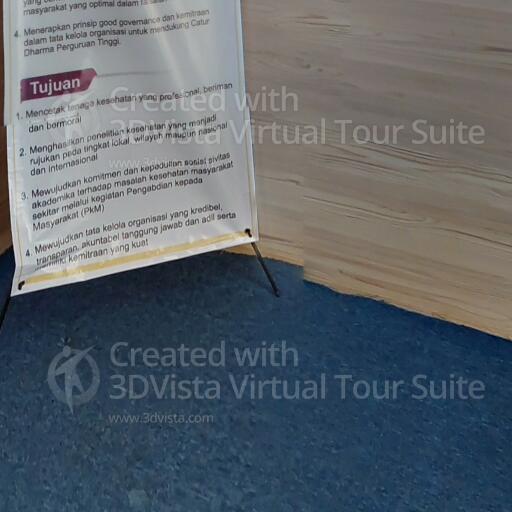 masyarakat yang optimal dalam
4. Menerapkan prinsip good governance dan kemitraan
dalam tata kelola organisasi untuk mendukung Catur
Dharma Perguruan Tinggi.
Tujuan
1. Mencetak tenaga kesehatan yang profesional, beriman
dan bermoral
2. Menghasilkan penelitian kesehatan yang menjadi
rujukan pada tingkat lokal, wilayah maupun nasional
dan internasional
3. Mewujudkan komitmen dan kepedulian sosial sivitas
akademika terhadap masalah kesehatan masyarakat
sekitar melalui kegiatan Pengabdian kepada
Masyarakat (PkM)
4. Mewujudkan tata kelola organisasi yang kredibel,
transparan, akuntabel tanggung jawab dan adil serta
memiliki kemitraan yang kuat
Created with
3DVista Virtual Tour Suite
www.3dvista.com
Created with
3DVista Virtual Tour Suite
www.3dvista.com